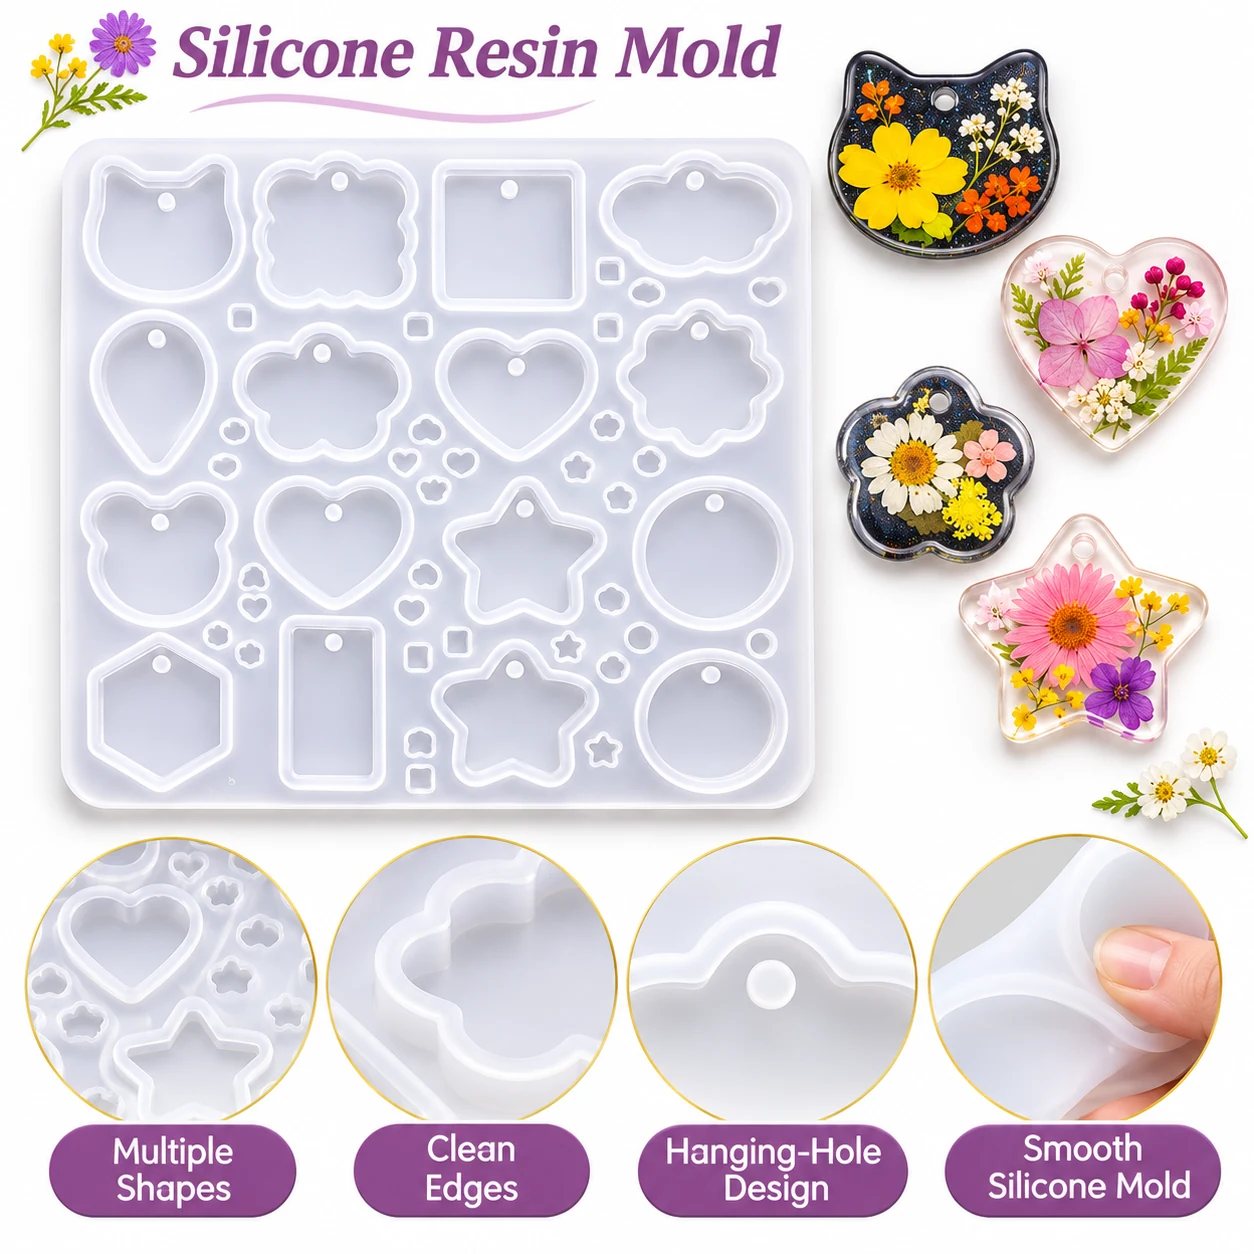 Silicone Resin Mold
Multiple
Shapes
Clean
Edges
Hanging-Hole
Design
Smooth
Silicone Mold